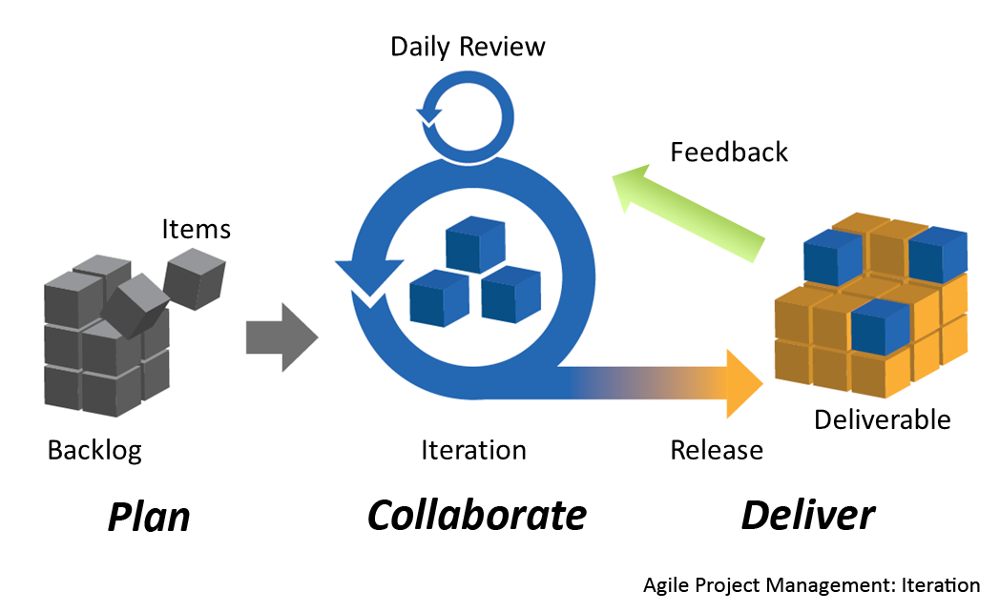 Daily Review
Feedback
Items
Deliverable
Backlog
Iteration
Release
Plan
Collaborate
Deliver
Agile Project Management: Iteration